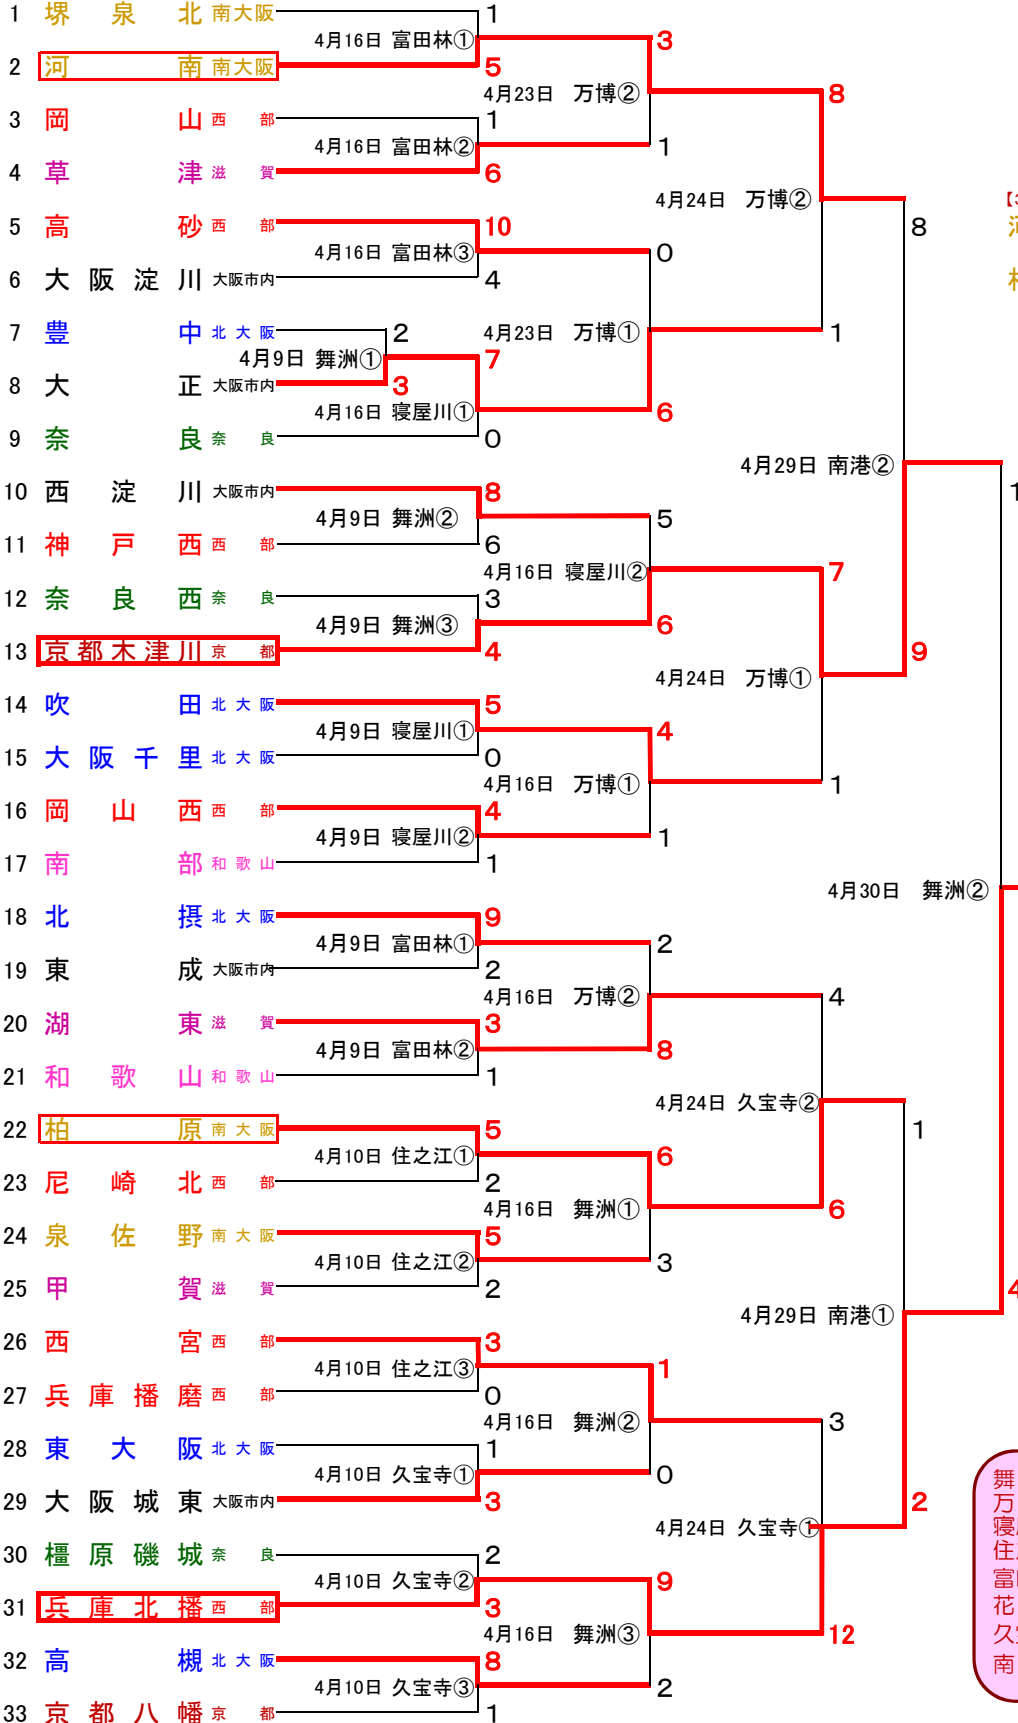 1 堺泉北 南大阪 1
4月16日 富田林① 3
2 河南 南大阪 5
4月23日 万博② 8
3 岡山 西部 1
4月16日 富田林② 1
4 草津 滋賀 6
4月24日 万博②
5 高砂 西部 10 8
4月16日 富田林③ 0
6 大阪淀川 大阪市内 4
7 豊中 北大阪 2 4月23日 万博① 1
4月9日 舞洲① 7
8 大正 大阪市内 3
4月16日 寝屋川① 6
9 奈良 奈良 0
4月29日 南港②
10 西淀川 大阪市内 8 1
4月9日 舞洲② 5
11 神戸西 西部 6
4月16日 寝屋川② 7
12 奈良西 奈良 3
4月9日 舞洲③ 6
13 京都木津川 京都 4 9
4月24日 万博①
14 吹田 北大阪 5
4月9日 寝屋川① 4
15 大阪千里 北大阪 0
4月16日 万博① 1
16 岡山西 西部 4
4月9日 寝屋川② 1
17 南部 和歌山 1
4月30日 舞洲②
18 北摂 北大阪 9
4月9日 富田林① 2
19 東成 大阪市内 2
4月16日 万博② 4
20 湖東 滋賀 3
4月9日 富田林② 8
21 和歌山 和歌山 1
4月24日 久宝寺②
22 柏原 南大阪 5 1
4月10日 住之江① 6
23 尼崎北 西部 2
4月16日 舞洲① 6
24 泉佐野 南大阪 5
4月10日 住之江② 3
25 甲賀 滋賀 2 4
4月29日 南港①
26 西宮 西部 3
4月10日 住之江③ 1
27 兵庫播磨 西部 0
4月16日 舞洲② 3
28 東大阪 北大阪 1
4月10日 久宝寺① 0
29 大阪城東 大阪市内 3 2
4月24日 久宝寺①
30 橿原磯城 奈良 2
4月10日 久宝寺② 9
31 兵庫北播 西部 3
4月16日 舞洲③ 12
32 高槻 北大阪 8
4月10日 久宝寺③ 2
33 京都八幡 京都 1
舞
万
寝
住
富
花
久
南